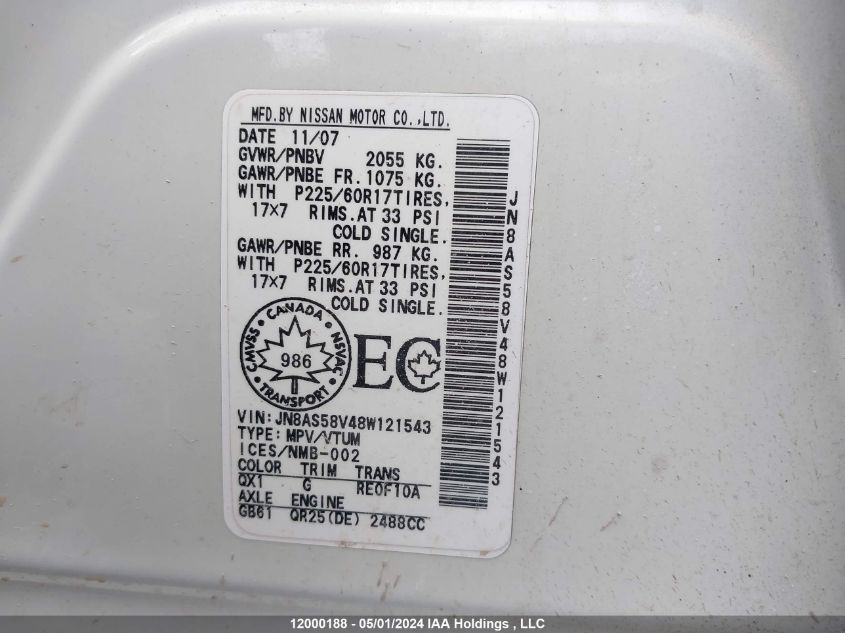 MFD.BY NISSAN MOTOR CO.,LTD.
DATE 11/07
GVWR/PNBV 2055 KG.
GAWR/PNBE FR. 1075 KG.
WITH P225/60R17TIRES,
17×7 RIMS.AT 33 PSI
COLD SINGLE.
GAWR/PNBE RR. 987 KG.
WITH P225/60R17TIRES,
17×7 RIMS.AT 33 PSI
COLD SINGLE.
JN8AS58V48W121543
CANADA
CMVSS NSVAC
986
TRANSPORT
EC
VIN:JN8AS58V48W121543
TYPE: MPV/VTUM
ICES/NMB-002
COLOR TRIM TRANS
QX1 G RE0F10A
AXLE ENGINE
GB61 QR25(DE) 2488CC
12000188 - 05/01/2024 IAA Holdings , LLC